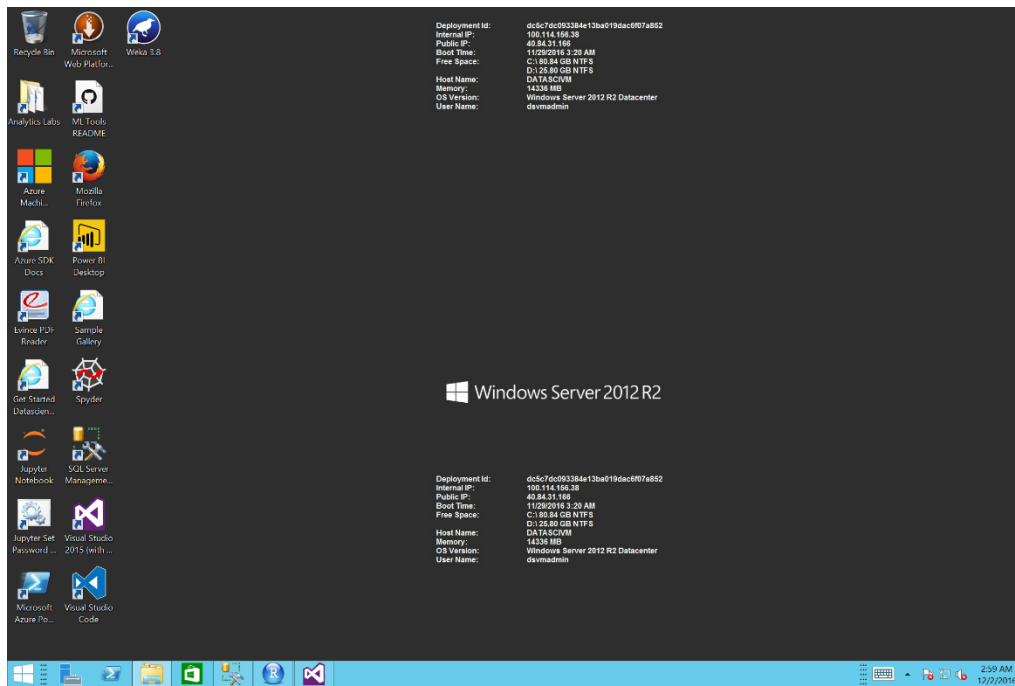 Recycle Bin
Microsoft
Web Platfor...
Weka 3.8
Analytics Labs
ML Tools
README
Azure
Machi...
Mozilla
Firefox
Azure SDK
Docs
Power BI
Desktop
Evince PDF
Reader
Sample
Gallery
Get Started
Datascien...
Spyder
Jupyter
Notebook
SQL Server
Manageme...
Jupyter Set
Password ...
Visual Studio
2015 (with ...
Microsoft
Azure Po...
Visual Studio
Code
Deployment Id: dc5c7dc093384e13ba019dac6f07a852
Internal IP: 100.114.156.38
Public IP: 40.84.31.166
Boot Time: 11/29/2016 3:20 AM
Free Space: C:\ 80.84 GB NTFS
D:\ 25.80 GB NTFS
Host Name: DATASCIVM
Memory: 14336 MB
OS Version: Windows Server 2012 R2 Datacenter
User Name: dsvmadmin
Windows Server 2012 R2
Deployment Id: dc5c7dc093384e13ba019dac6f07a852
Internal IP: 100.114.156.38
Public IP: 40.84.31.166
Boot Time: 11/29/2016 3:20 AM
Free Space: C:\ 80.84 GB NTFS
D:\ 25.80 GB NTFS
Host Name: DATASCIVM
Memory: 14336 MB
OS Version: Windows Server 2012 R2 Datacenter
User Name: dsvmadmin
R
2:59 AM
12/2/2016